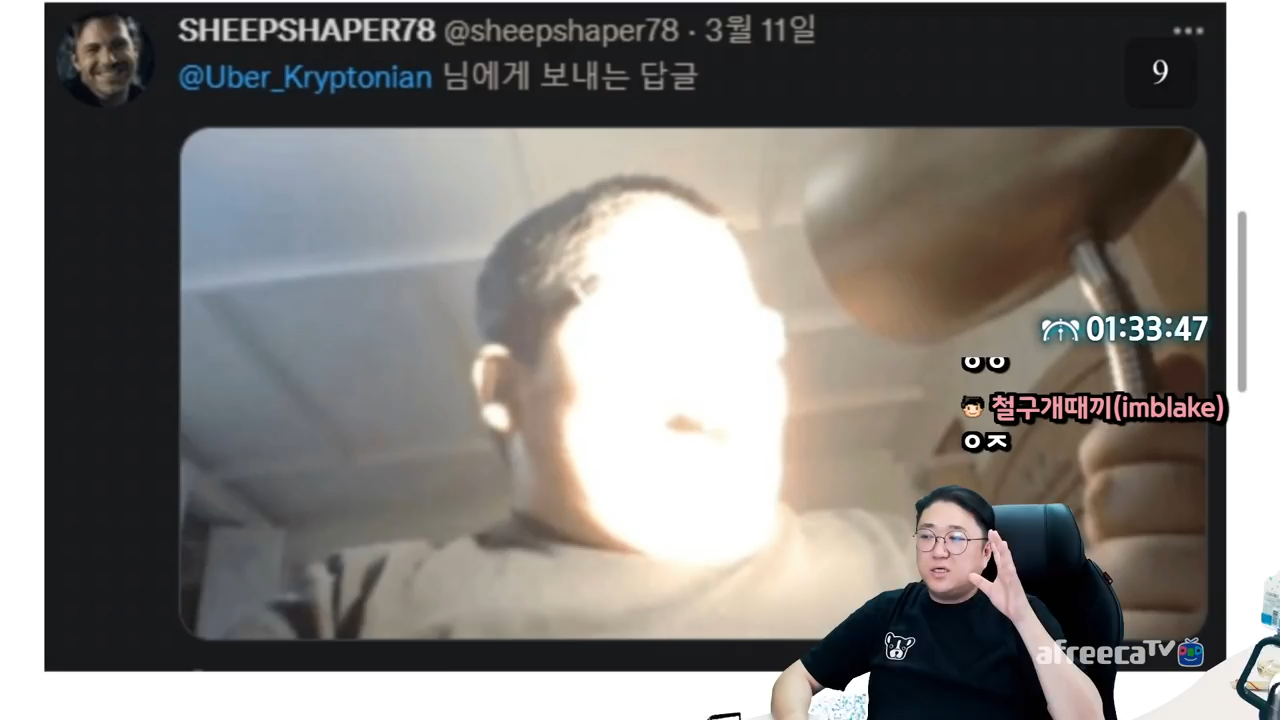 SHEEPSHAPER78 @sheepshaper78 · 3월 11일
@Uber_Kryptonian 님에게 보내는 답글
9
01:33:47
ㅇㅇ
철구개때끼(imblake)
ㅇㅈ
afreecaTV